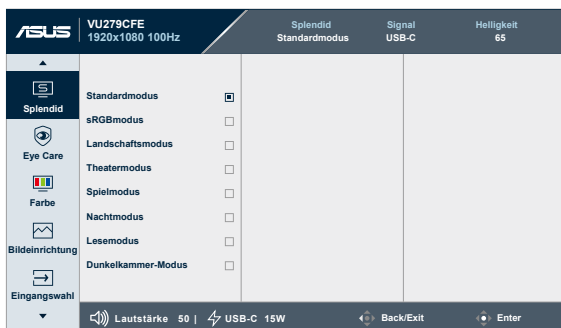 ASUS
VU279CFE
1920x1080 100Hz
Splendid
Standardmodus
Signal
USB-C
Helligkeit
65
Splendid
Eye Care
Farbe
Bildeinrichtung
Eingangswahl
Standardmodus
sRGBmodus
Landschaftsmodus
Theatermodus
Spielmodus
Nachtmodus
Lesemodus
Dunkelkammer-Modus
Lautstärke 50 | USB-C 15W
Back/Exit
Enter